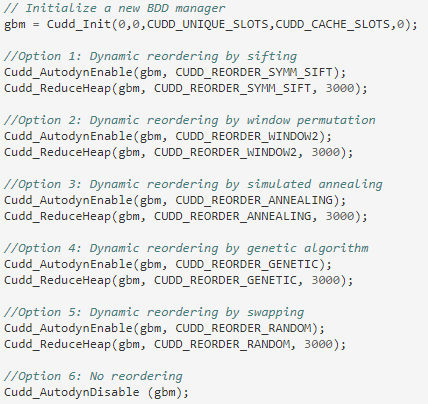 // Initialize a new BDD manager
gbm = Cudd_Init(0,0,CUDD_UNIQUE_SLOTS,CUDD_CACHE_SLOTS,0);
//Option 1: Dynamic reordering by sifting
Cudd_AutodynEnable(gbm, CUDD_REORDER_SYMM_SIFT);
Cudd_ReduceHeap(gbm, CUDD_REORDER_SYMM_SIFT, 3000);
//Option 2: Dynamic reordering by window permutation
Cudd_AutodynEnable(gbm, CUDD_REORDER_WINDOW2);
Cudd_ReduceHeap(gbm, CUDD_REORDER_WINDOW2, 3000);
//Option 3: Dynamic reordering by simulated annealing
Cudd_AutodynEnable(gbm, CUDD_REORDER_ANNEALING);
Cudd_ReduceHeap(gbm, CUDD_REORDER_ANNEALING, 3000);
//Option 4: Dynamic reordering by genetic algorithm
Cudd_AutodynEnable(gbm, CUDD_REORDER_GENETIC);
Cudd_ReduceHeap(gbm, CUDD_REORDER_GENETIC, 3000);
//Option 5: Dynamic reordering by swapping
Cudd_AutodynEnable(gbm, CUDD_REORDER_RANDOM);
Cudd_ReduceHeap(gbm, CUDD_REORDER_RANDOM, 3000);
//Option 6: No reordering
Cudd_AutodynDisable (gbm);